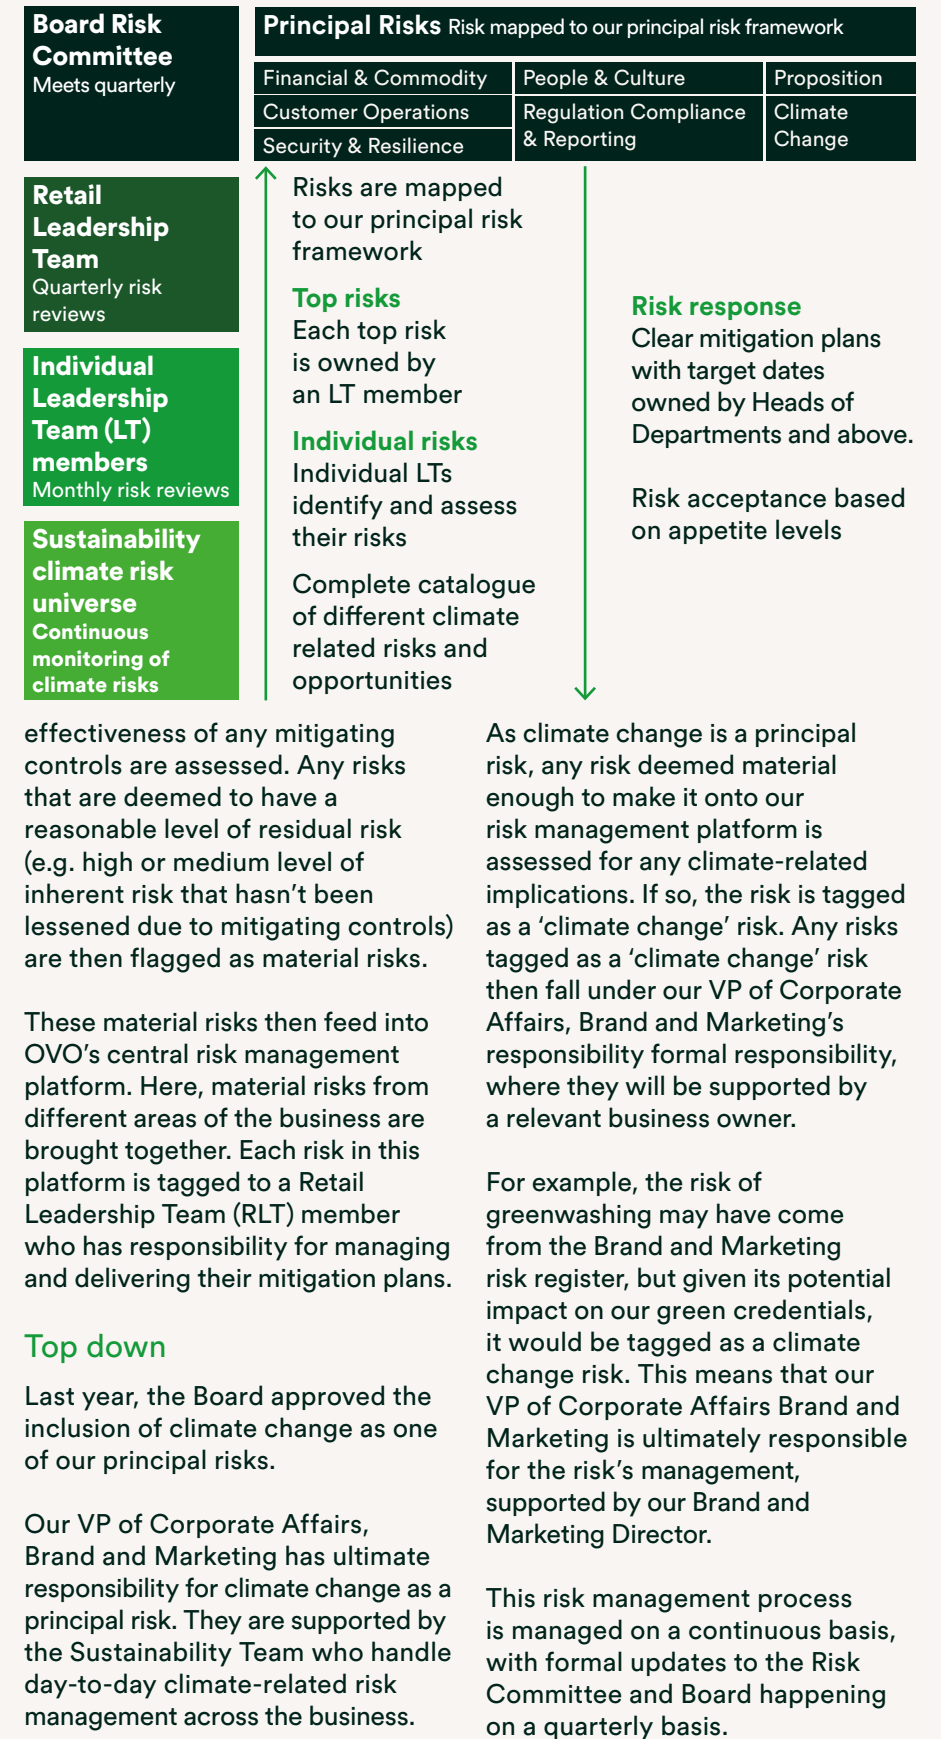 Board Risk
Committee
Meets quarterly
Principal Risks Risk mapped to our principal risk framework
Financial & Commodity
People & Culture
Proposition
Customer Operations
Regulation Compliance
& Reporting
Climate
Change
Security & Resilience
Retail
Leadership
Team
Quarterly risk
reviews
Individual
Leadership
Team (LT)
members
Monthly risk reviews
Sustainability
climate risk
universe
Continuous
monitoring of
climate risks
Risks are mapped
to our principal risk
framework
Top risks
Each top risk
is owned by
an LT member
Individual risks
Individual LTs
identify and assess
their risks
Complete catalogue
of different climate
related risks and
opportunities
Risk response
Clear mitigation plans
with target dates
owned by Heads of
Departments and above.
Risk acceptance based
on appetite levels
effectiveness of any mitigating
controls are assessed. Any risks
that are deemed to have a
reasonable level of residual risk
(e.g. high or medium level of
inherent risk that hasn’t been
lessened due to mitigating controls)
are then flagged as material risks.
These material risks then feed into
OVO’s central risk management
platform. Here, material risks from
different areas of the business are
brought together. Each risk in this
platform is tagged to a Retail
Leadership Team (RLT) member
who has responsibility for managing
and delivering their mitigation plans.
Top down
Last year, the Board approved the
inclusion of climate change as one
of our principal risks.
Our VP of Corporate Affairs,
Brand and Marketing has ultimate
responsibility for climate change as a
principal risk. They are supported by
the Sustainability Team who handle
day-to-day climate-related risk
management across the business.
As climate change is a principal
risk, any risk deemed material
enough to make it onto our
risk management platform is
assessed for any climate-related
implications. If so, the risk is tagged
as a ‘climate change’ risk. Any risks
tagged as a ‘climate change’ risk
then fall under our VP of Corporate
Affairs, Brand and Marketing’s
responsibility formal responsibility,
where they will be supported by
a relevant business owner.
For example, the risk of
greenwashing may have come
from the Brand and Marketing
risk register, but given its potential
impact on our green credentials,
it would be tagged as a climate
change risk. This means that our
VP of Corporate Affairs Brand and
Marketing is ultimately responsible
for the risk’s management,
supported by our Brand and
Marketing Director.
This risk management process
is managed on a continuous basis,
with formal updates to the Risk
Committee and Board happening
on a quarterly basis.